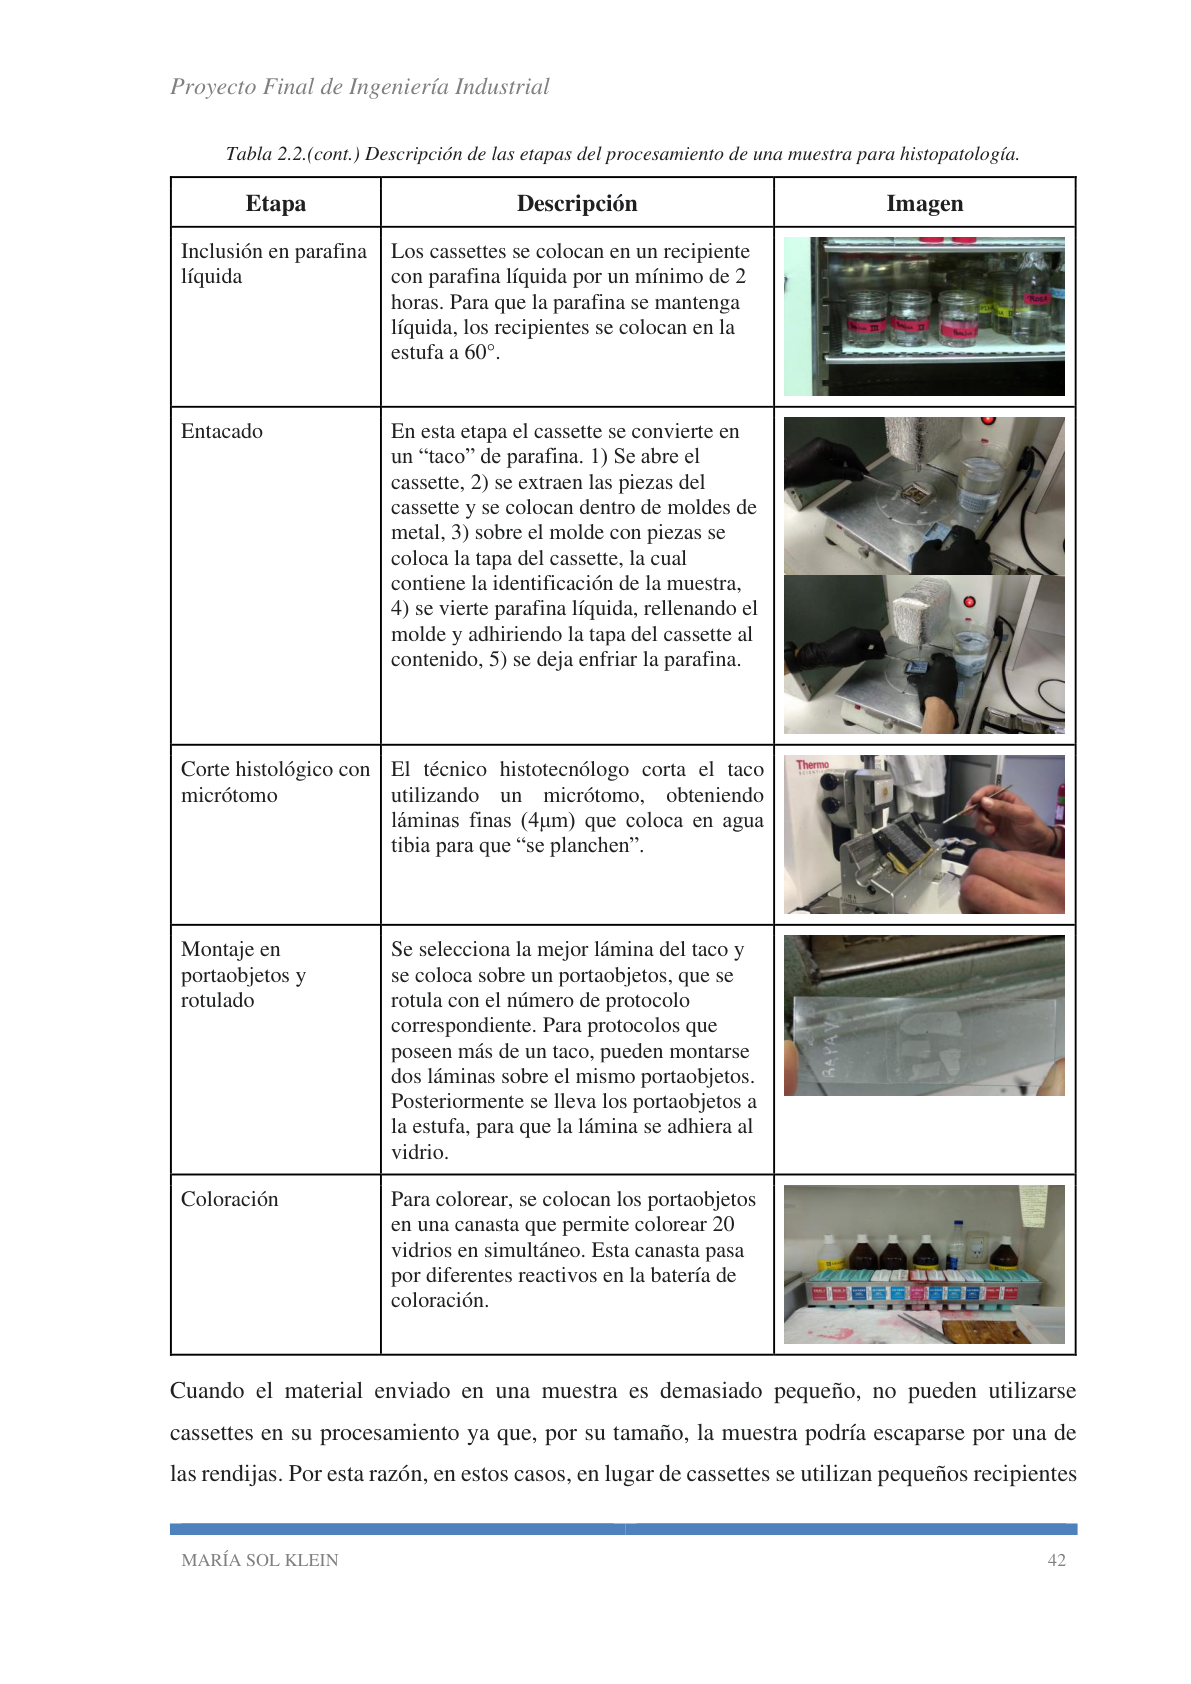 Proyecto Final de Ingeniería Industrial
Tabla 2.2.(cont.) Descripción de las etapas del procesamiento de una muestra para histopatología.
Etapa Descripción Imagen
Inclusión en parafina
líquida
Los cassettes se colocan en un recipiente
con parafina líquida por un mínimo de 2
horas. Para que la parafina se mantenga
líquida, los recipientes se colocan en la
estufa a 60°.
Entacado
En esta etapa el cassette se convierte en
un “taco” de parafina. 1) Se abre el
cassette, 2) se extraen las piezas del
cassette y se colocan dentro de moldes de
metal, 3) sobre el molde con piezas se
coloca la tapa del cassette, la cual
contiene la identificación de la muestra,
4) se vierte parafina líquida, rellenando el
molde y adhiriendo la tapa del cassette al
contenido, 5) se deja enfriar la parafina.
Corte histológico con
micrótomo
El técnico histotecnólogo corta el taco
utilizando un micrótomo, obteniendo
láminas finas (4μm) que coloca en agua
tibia para que “se planchen”.
Thermo
SCIENTIFIC
Montaje en
portaobjetos y
rotulado
Se selecciona la mejor lámina del taco y
se coloca sobre un portaobjetos, que se
rotula con el número de protocolo
correspondiente. Para protocolos que
poseen más de un taco, pueden montarse
dos láminas sobre el mismo portaobjetos.
Posteriormente se lleva los portaobjetos a
la estufa, para que la lámina se adhiera al
vidrio.
Coloración
Para colorear, se colocan los portaobjetos
en una canasta que permite colorear 20
vidrios en simultáneo. Esta canasta pasa
por diferentes reactivos en la batería de
coloración.
Cuando el material enviado en una muestra es demasiado pequeño, no pueden utilizarse
cassettes en su procesamiento ya que, por su tamaño, la muestra podría escaparse por una de
las rendijas. Por esta razón, en estos casos, en lugar de cassettes se utilizan pequeños recipientes
MARÍA SOL KLEIN 42